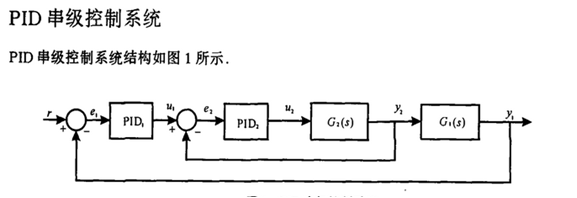 PID 串级控制系统
PID 串级控制系统结构如图 1 所示.
r + − e₁ PID₁ u₁ + − e₂ PID₂ u₂ G₂(s) y₂ G₁(s) y₁